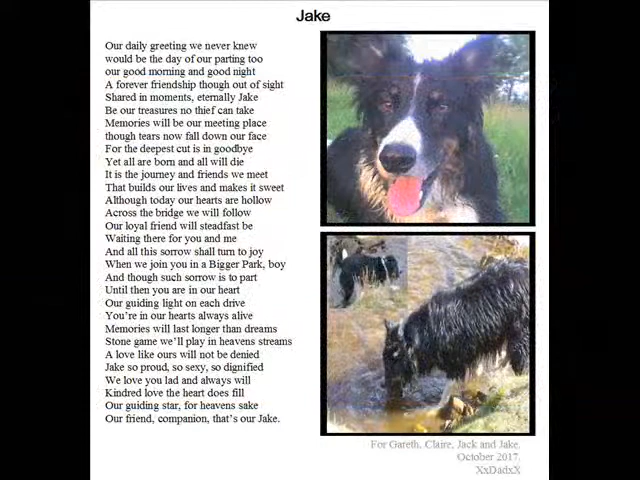 Jake
Our daily greeting we never knew
would be the day of our parting too
our good morning and good night
A forever friendship though out of sight
Shared in moments, eternally Jake
Be our treasures no thief can take
Memories will be our meeting place
though tears now fall down our face
For the deepest cut is in goodbye
Yet all are born and all will die
It is the journey and friends we meet
That builds our lives and makes it sweet
Although today our hearts are hollow
Across the bridge we will follow
Our loyal friend will steadfast be
Waiting there for you and me
And all this sorrow shall turn to joy
When we join you in a Bigger Park, boy
And though such sorrow is to part
Until then you are in our heart
Our guiding light on each drive
You're in our hearts always alive
Memories will last longer than dreams
Stone game we'll play in heavens streams
A love like ours will not be denied
Jake so proud, so sexy, so dignified
We love you lad and always will
Kindred love the heart does fill
Our guiding star, for heavens sake
Our friend, companion, that's our Jake.
For Gareth, Claire, Jack and Jake.
October 2017.
XxDadxX